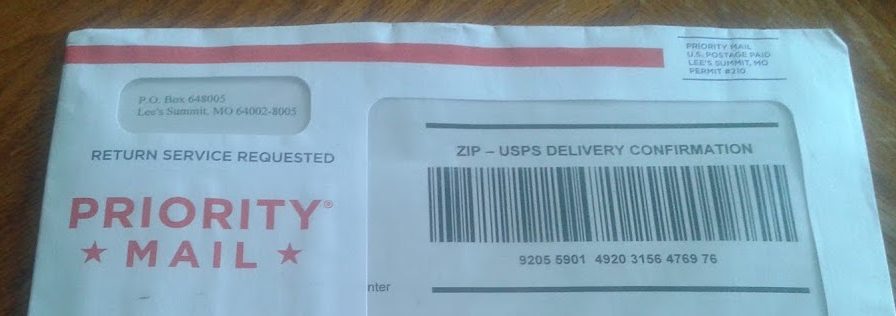 PRIORITY MAIL
U.S. POSTAGE PAID
LEE'S SUMMIT, MO
PERMIT #210
P.O. Box 648005
Lee's Summit, MO 64002-8005
RETURN SERVICE REQUESTED
PRIORITY®
★ MAIL ★
ZIP – USPS DELIVERY CONFIRMATION
9205 5901 4920 3156 4769 76
nter